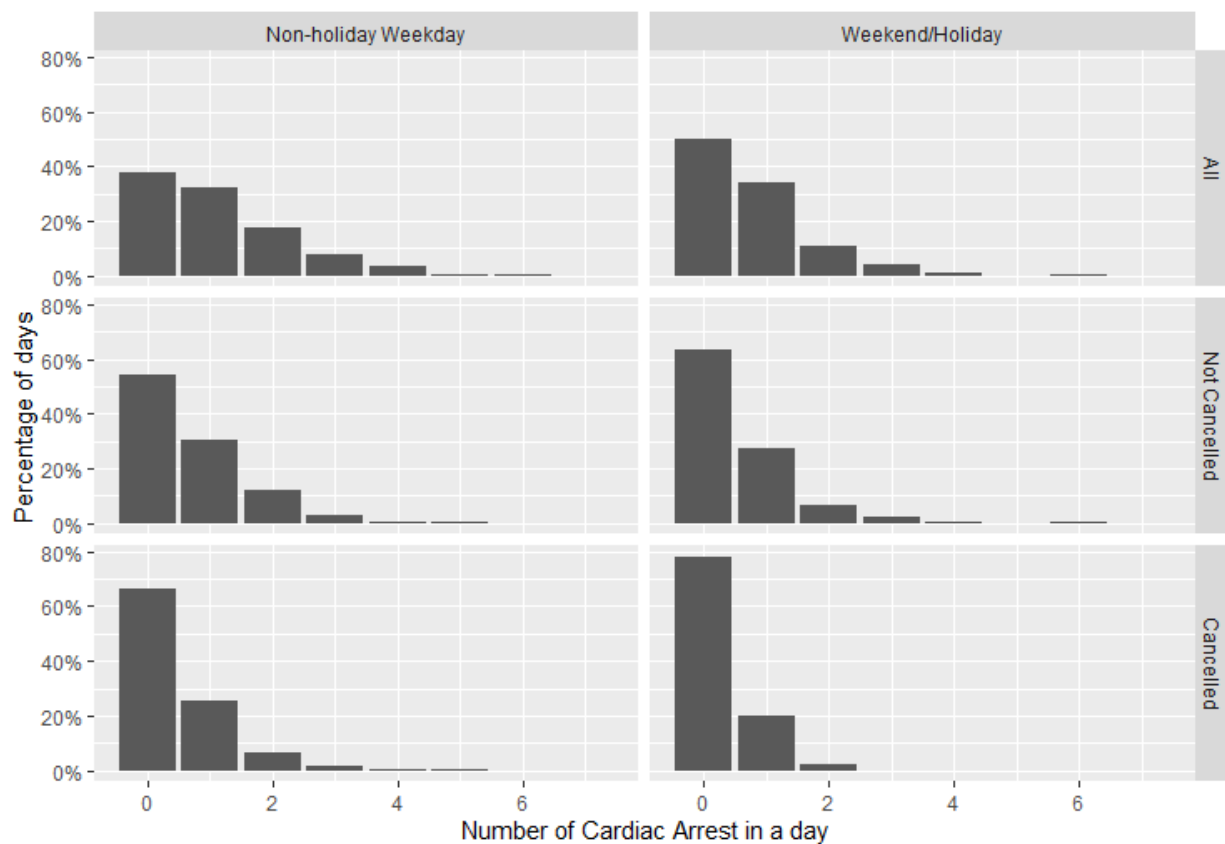 Non-holiday Weekday
Weekend/Holiday
80%
60%
40%
20%
0%
All
80%
60%
40%
20%
0%
Not Cancelled
80%
60%
40%
20%
0%
Cancelled
Percentage of days
0 2 4 6
0 2 4 6
Number of Cardiac Arrest in a day